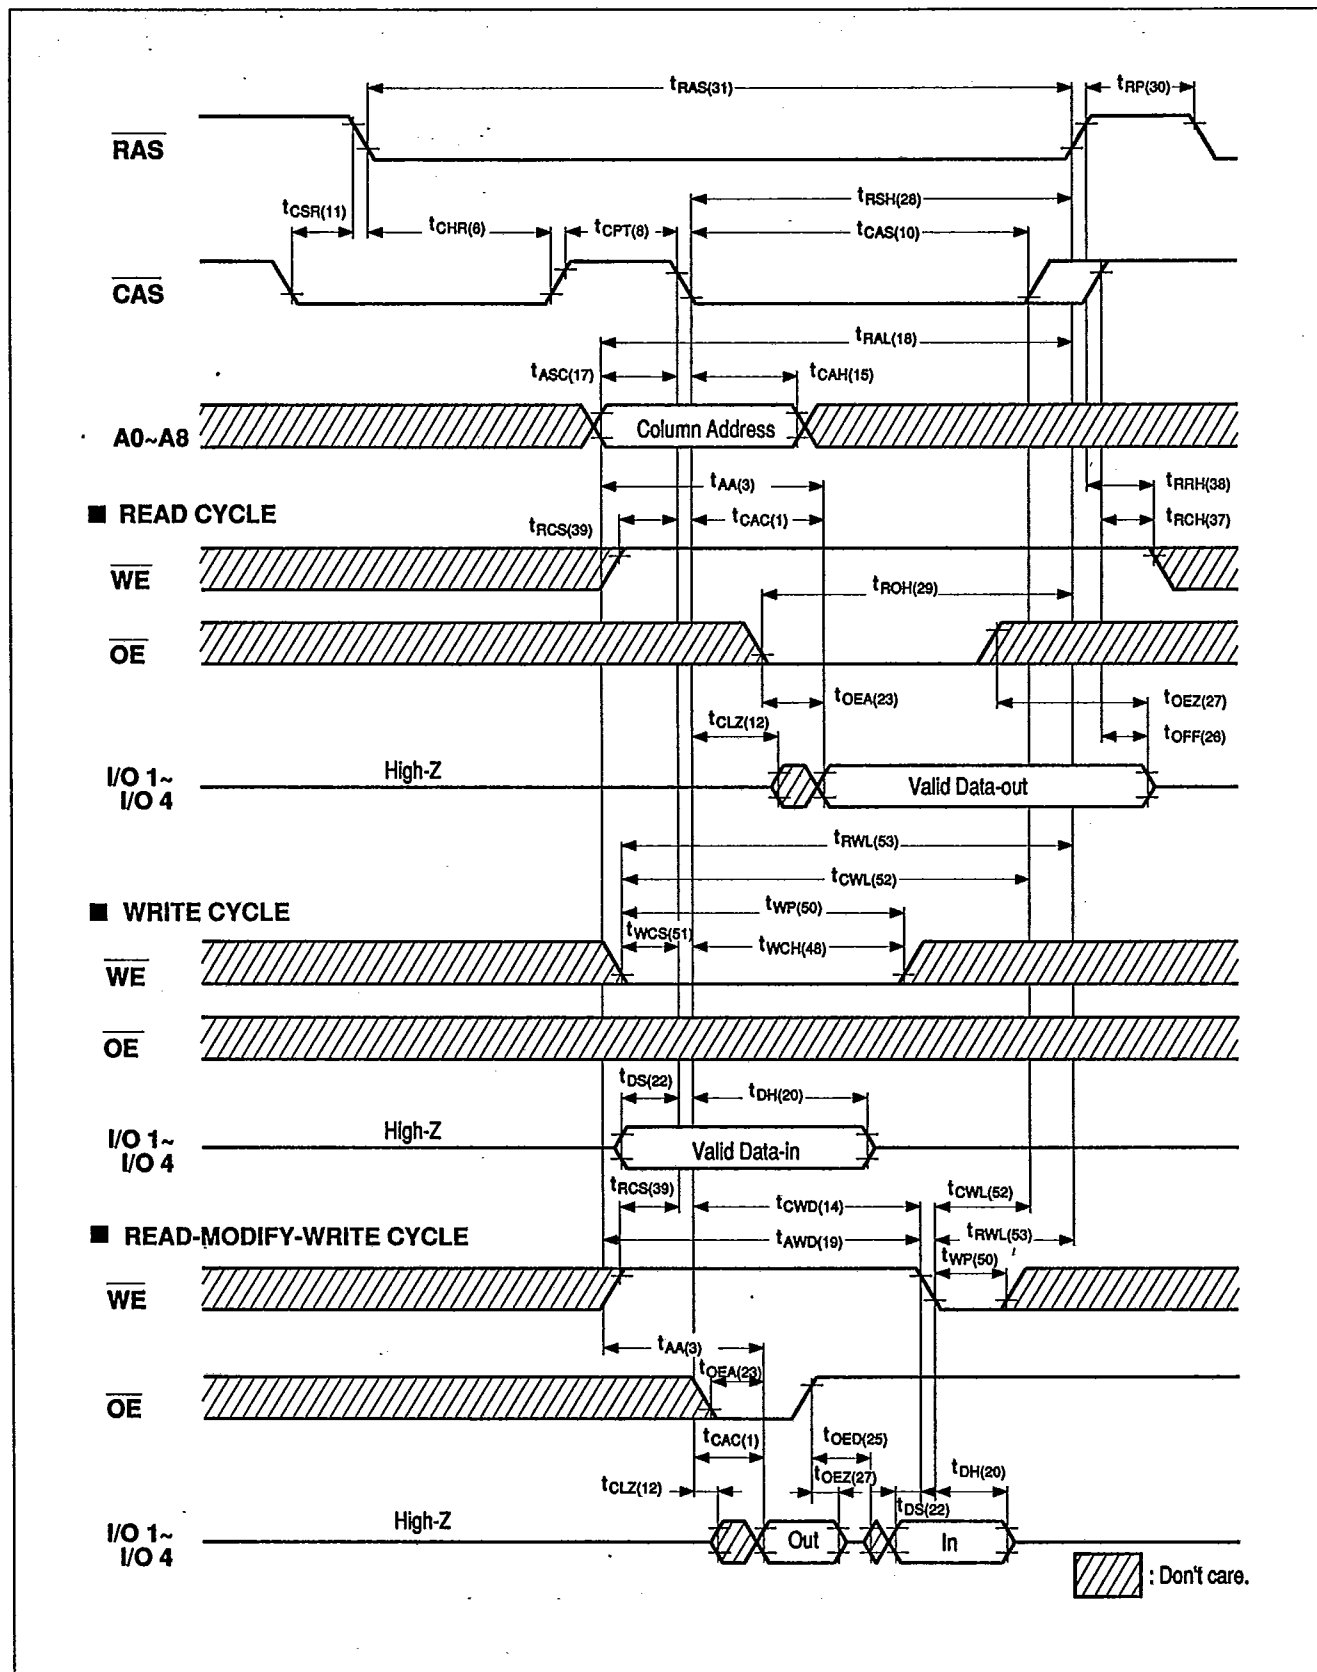 tRAS(31)
tRP(30)
RAS
tRSH(28)
tCSR(11)
tCHR(6)
tCPT(8)
tCAS(10)
CAS
tRAL(18)
tASC(17)
tCAH(15)
A0~A8
Column Address
tAA(3)
tRRH(38)
■ READ CYCLE
tRCS(39)
tCAC(1)
tRCH(37)
WE
tROH(29)
OE
tOEA(23)
tOEZ(27)
tCLZ(12)
tOFF(26)
I/O 1~
I/O 4
High-Z
Valid Data-out
tRWL(53)
tCWL(52)
■ WRITE CYCLE
tWP(50)
tWCS(51)
tWCH(48)
WE
OE
tDS(22)
tDH(20)
I/O 1~
I/O 4
High-Z
Valid Data-in
tRCS(39)
tCWD(14)
tCWL(52)
■ READ-MODIFY-WRITE CYCLE
tAWD(19)
tRWL(53)
tWP(50)
WE
tAA(3)
tOEA(23)
OE
tCAC(1)
tOED(25)
tCLZ(12)
tOEZ(27)
tDH(20)
tDS(22)
I/O 1~
I/O 4
High-Z
Out
In
: Don't care.